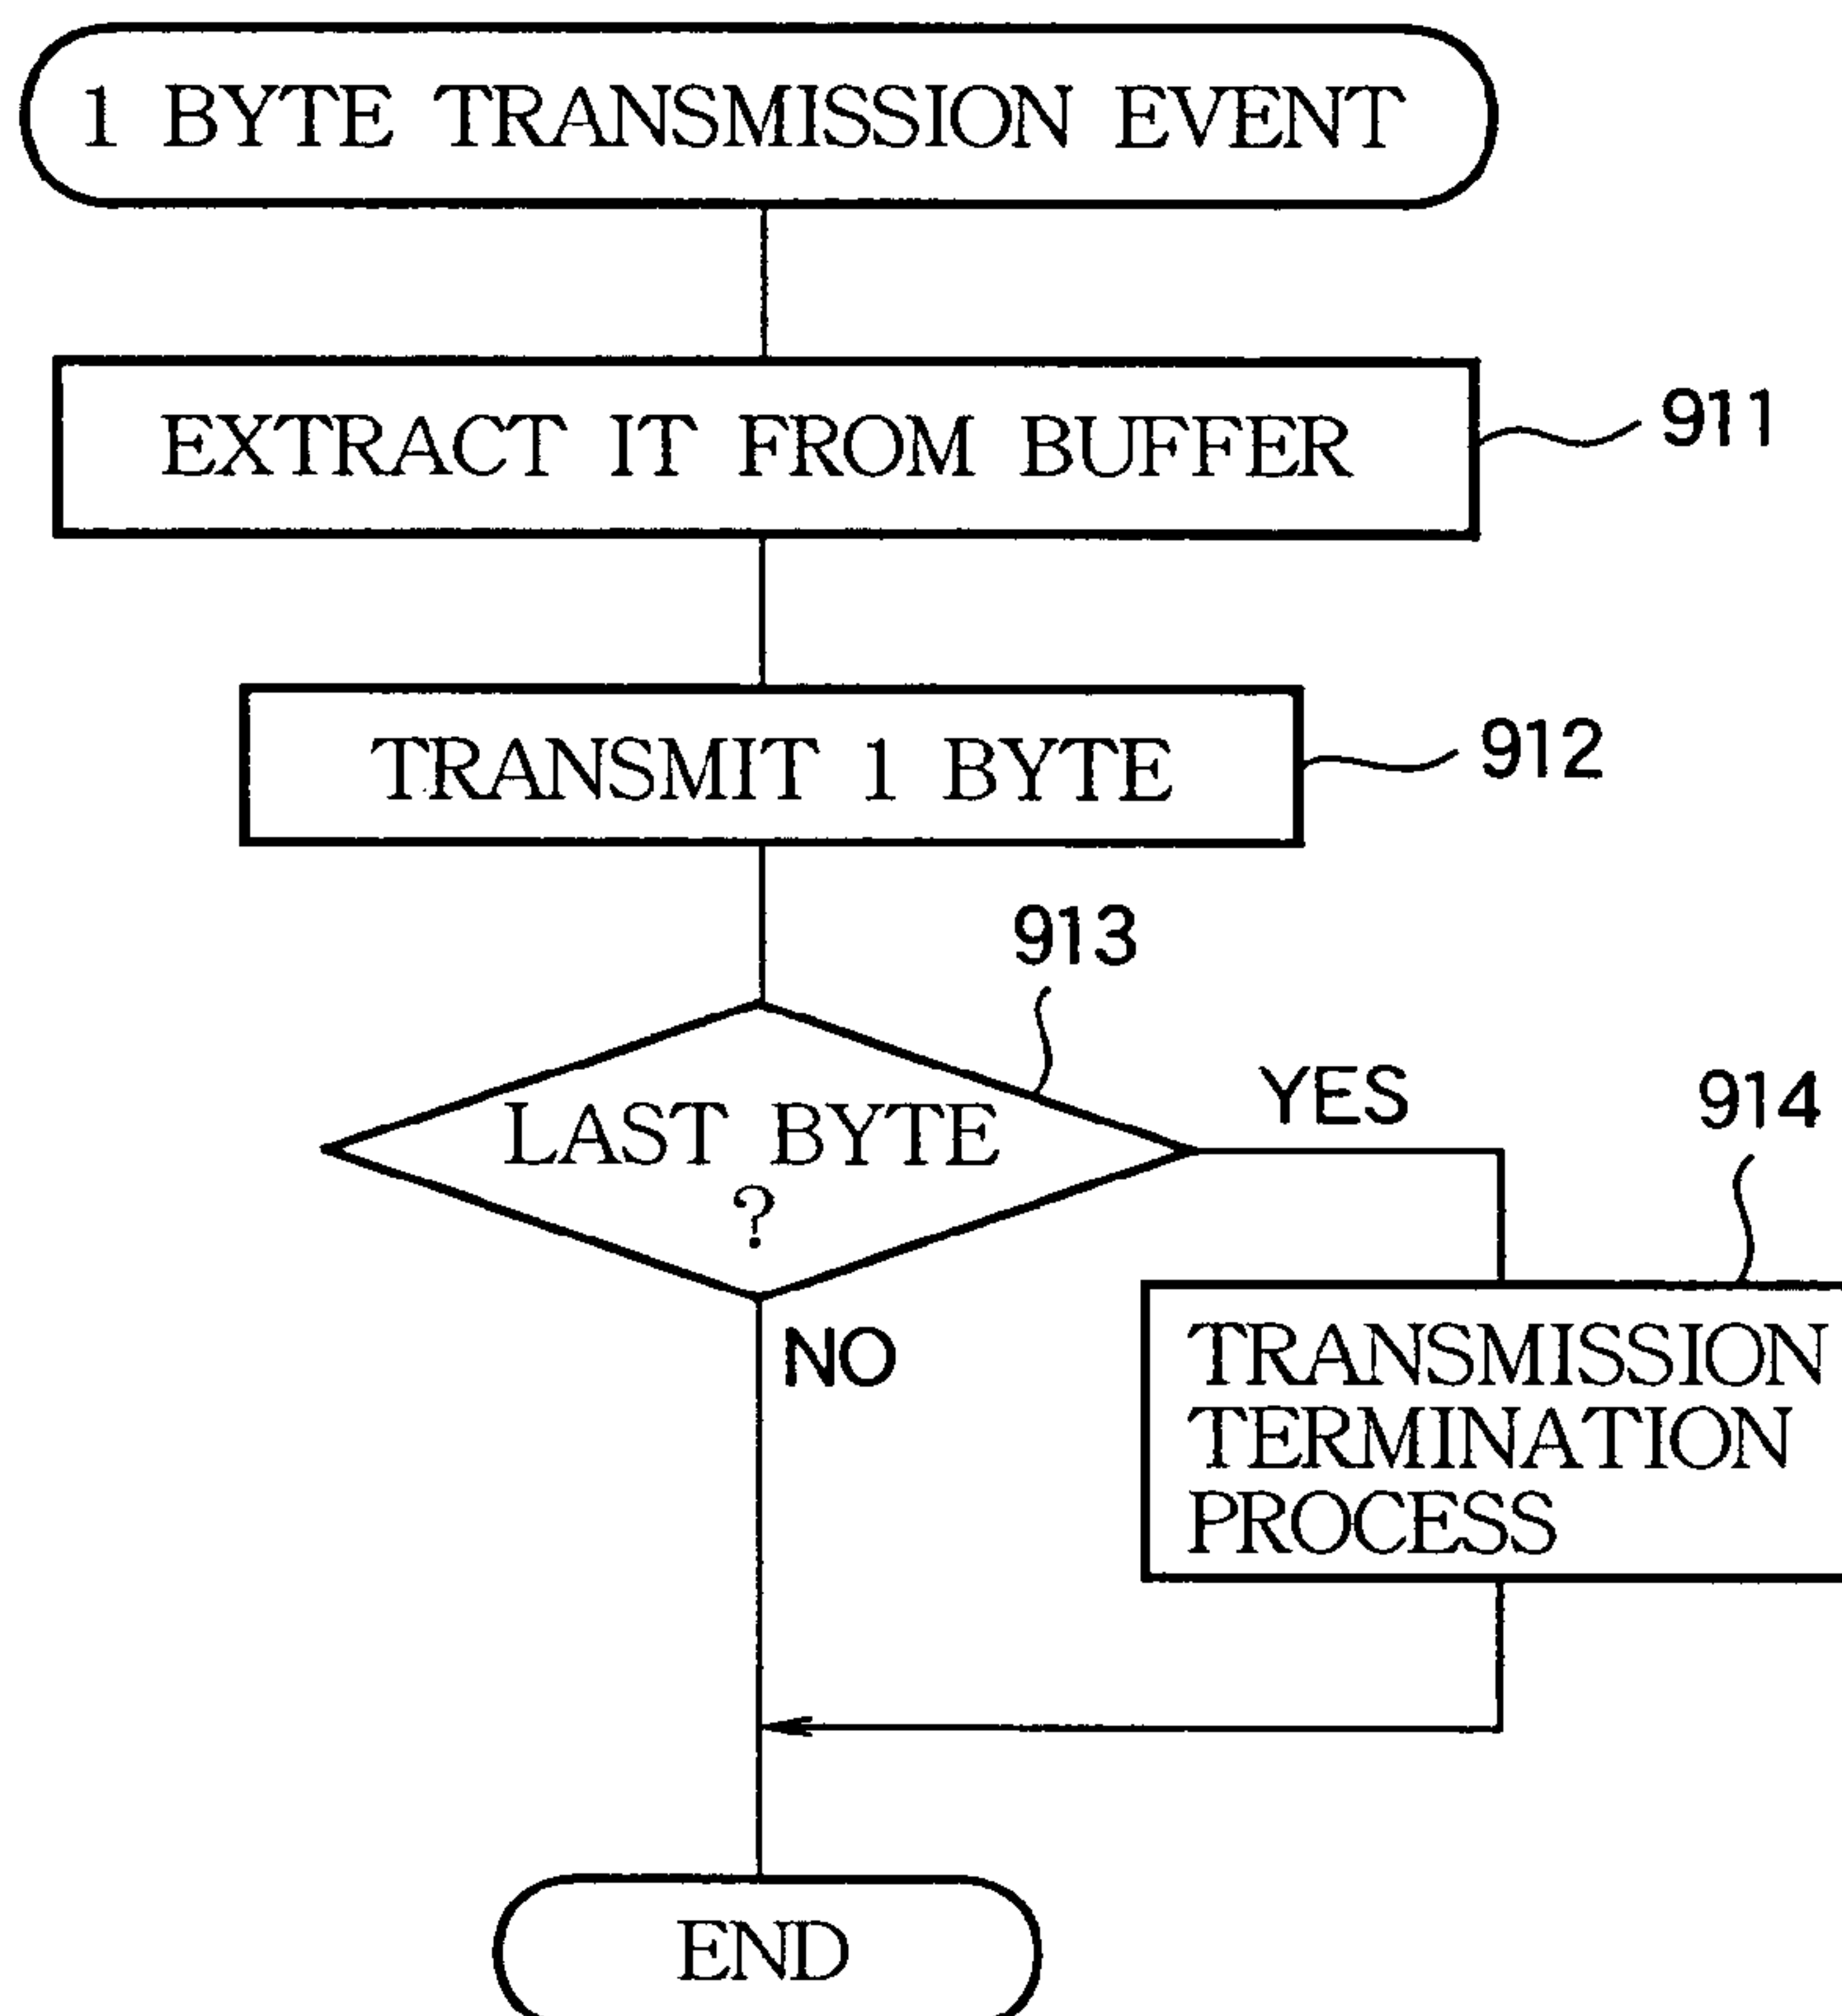 1 BYTE TRANSMISSION EVENT
EXTRACT IT FROM BUFFER
911
TRANSMIT 1 BYTE
912
913
LAST BYTE
?
YES
914
NO
TRANSMISSION
TERMINATION
PROCESS
END